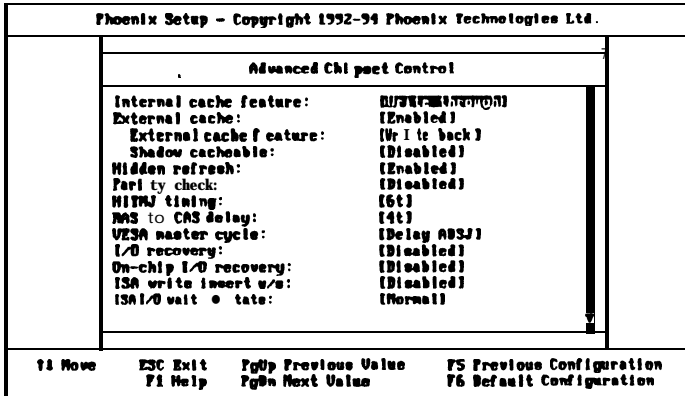 Phoenix Setup - Copyright 1992-94 Phoenix Technologies Ltd.
Advanced Chipset Control
Internal cache feature:
External cache: [Enabled]
External cache feature: [Write back]
Shadow cacheable: [Disabled]
Hidden refresh: [Enabled]
Parity check: [Disabled]
HITMJ timing: [6t]
RAS to CAS delay: [4t]
VESA master cycle: [Delay ADSJ]
I/O recovery: [Disabled]
On-chip I/O recovery: [Disabled]
ISA write insert w/s: [Disabled]
ISA I/O wait state: [Normal]
↑↓ Move ESC Exit PgUp Previous Value F5 Previous Configuration
F1 Help PgDn Next Value F6 Default Configuration